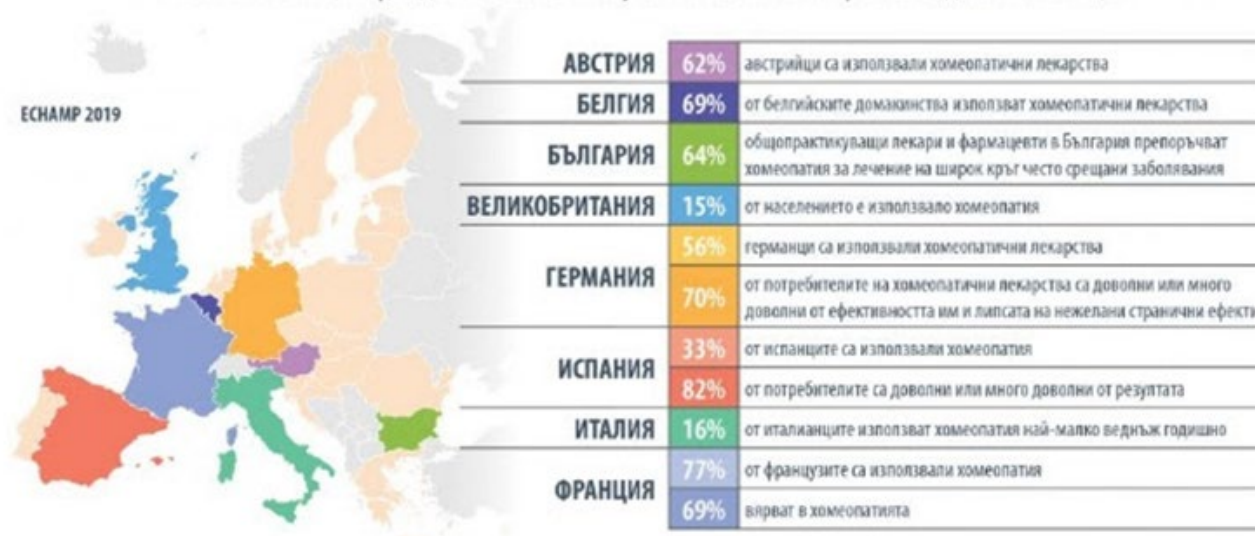 ECHAMP 2019
АВСТРИЯ 62% австрийци са използвали хомеопатични лекарства
БЕЛГИЯ 69% от белгийските домакинства използват хомеопатични лекарства
БЪЛГАРИЯ 64% общопрактикуващи лекари и фармацевти в България препоръчват
хомеопатия за лечение на широк кръг често срещани заболявания
ВЕЛИКОБРИТАНИЯ 15% от населението е използвало хомеопатия
ГЕРМАНИЯ
56% германци са използвали хомеопатични лекарства
70% от потребителите на хомеопатични лекарства са доволни или много
доволни от ефективността им и липсата на нежелани странични ефекти
ИСПАНИЯ
33% от испанците са използвали хомеопатия
82% от потребителите са доволни или много доволни от резултата
ИТАЛИЯ 16% от италианците използват хомеопатия най-малко веднъж годишно
ФРАНЦИЯ
77% от французите са използвали хомеопатия
69% вярват в хомеопатията